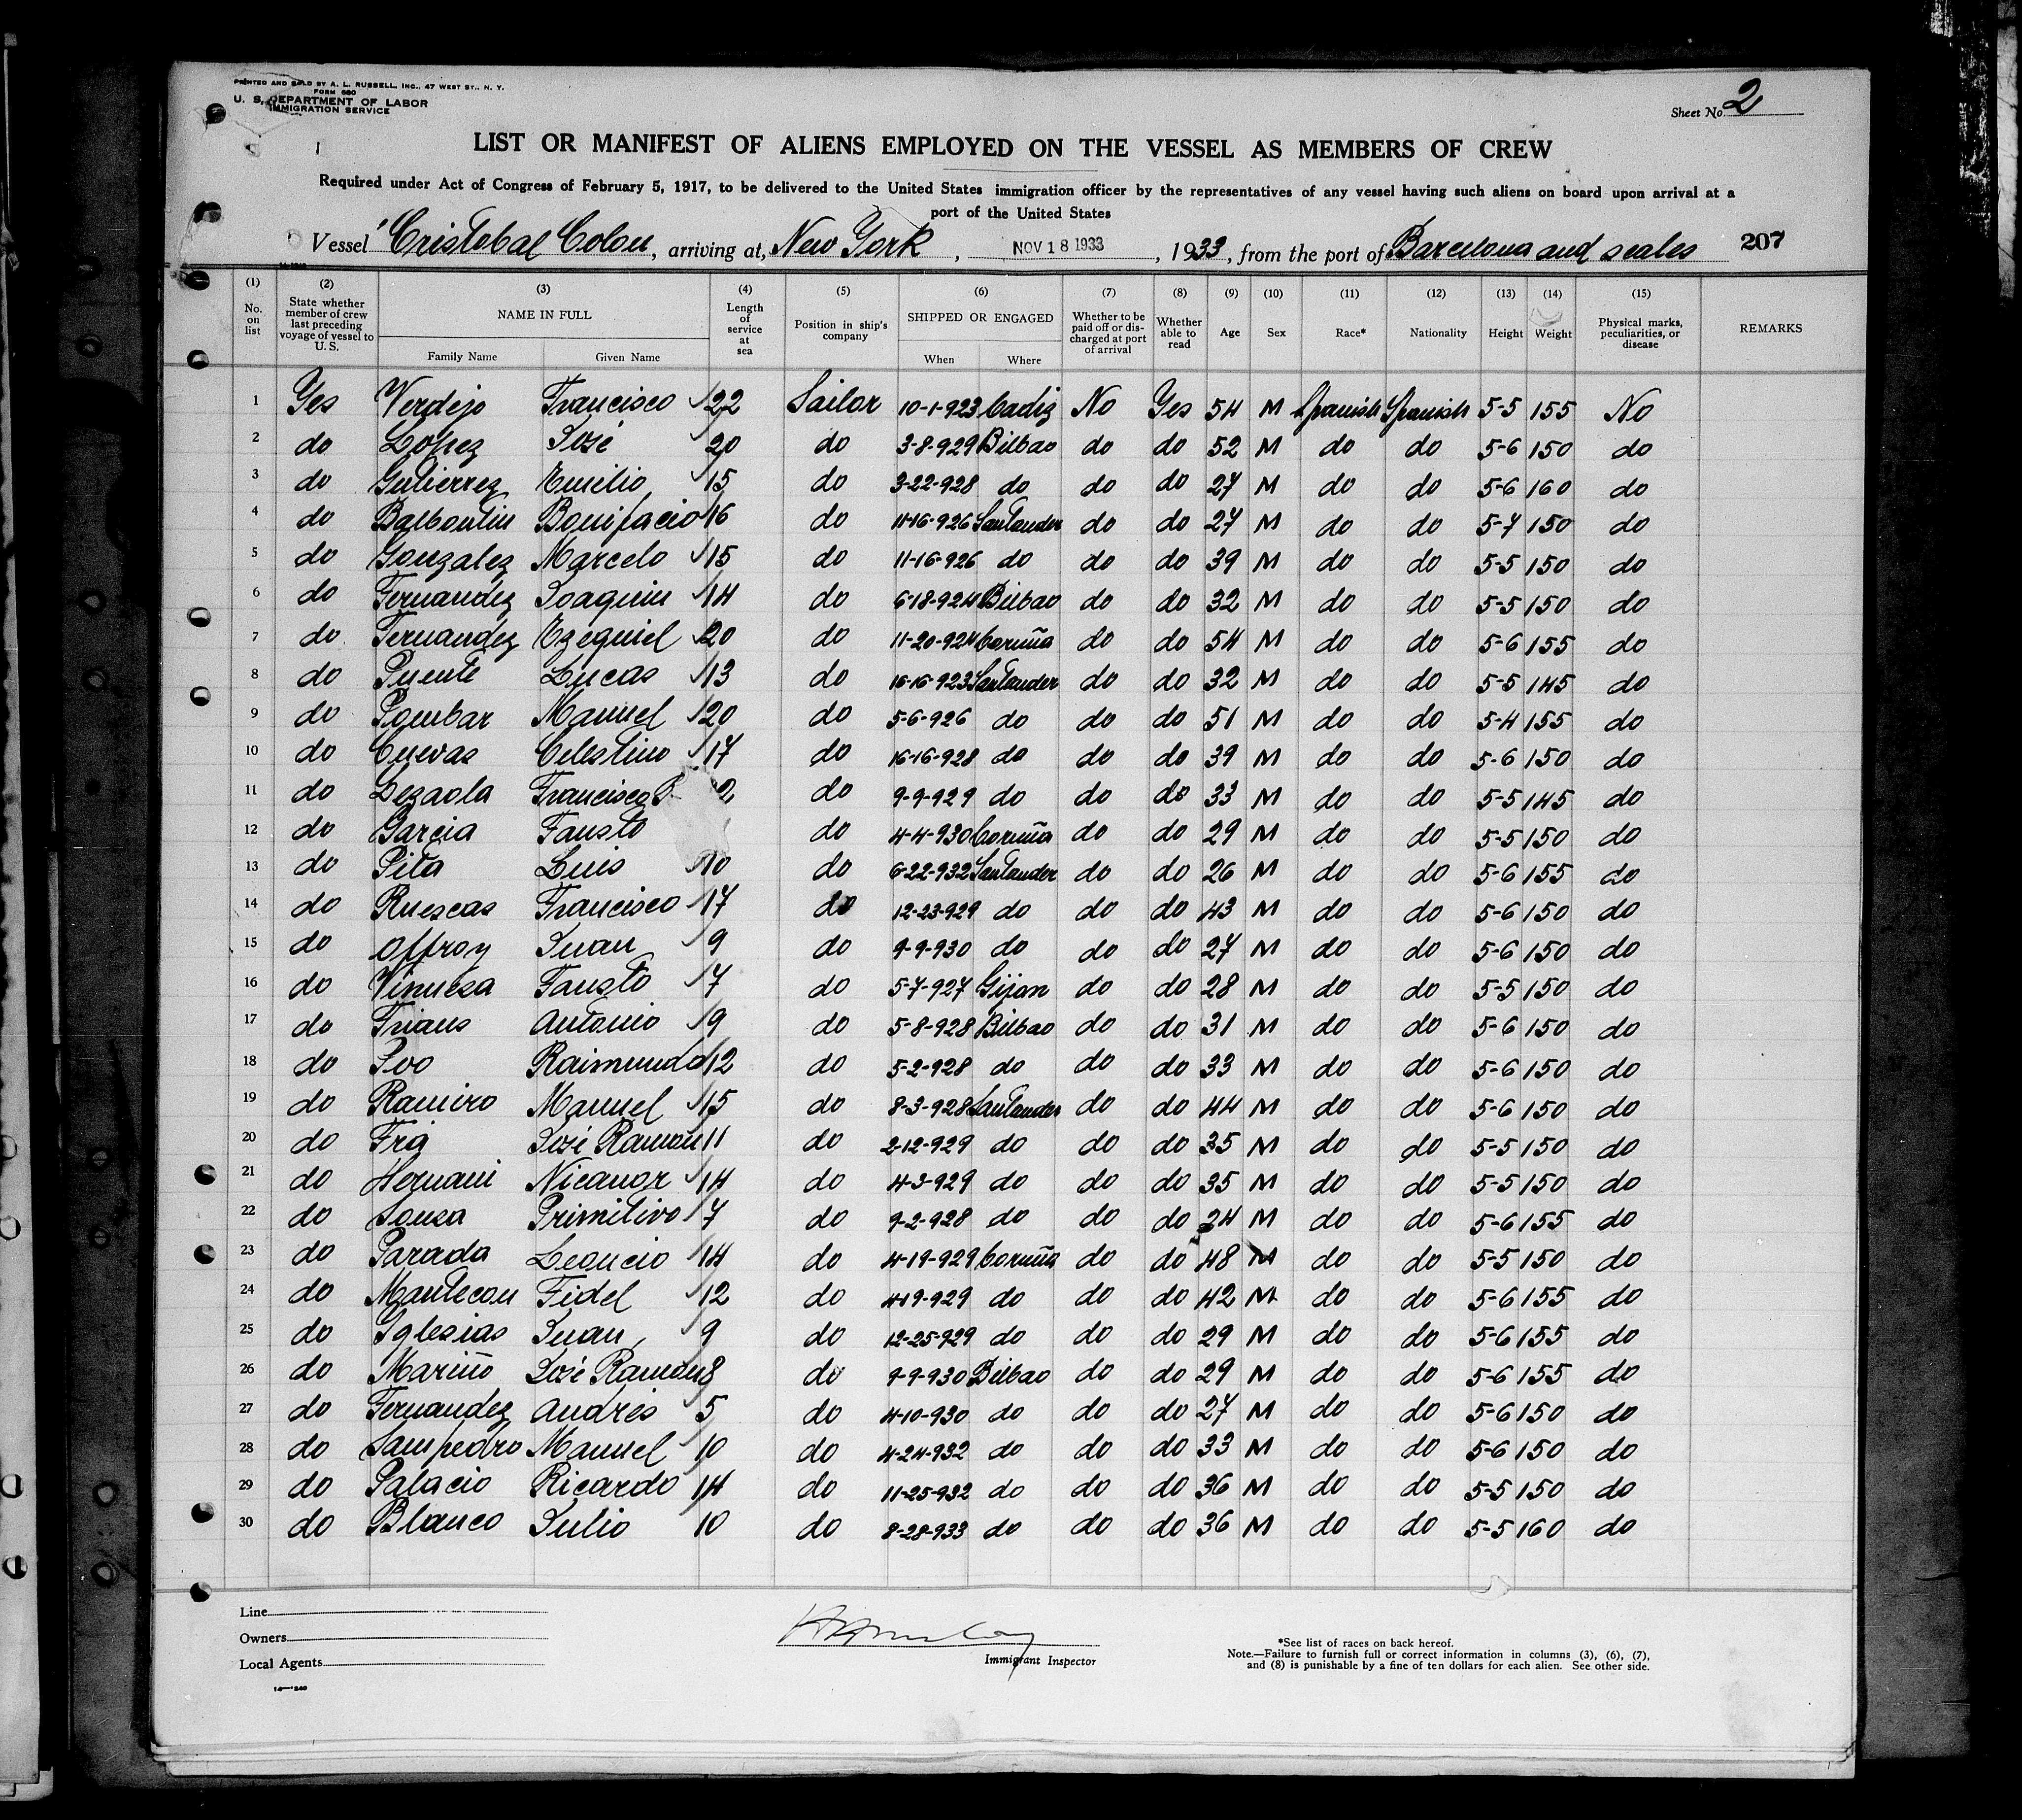 PRINTED AND SOLD BY A. L. RUSSELL, INC., 47 WEST ST., N. Y.
FORM 680
U. S. DEPARTMENT OF LABOR
IMMIGRATION SERVICE
Sheet No. 2
LIST OR MANIFEST OF ALIENS EMPLOYED ON THE VESSEL AS MEMBERS OF CREW
Required under Act of Congress of February 5, 1917, to be delivered to the United States immigration officer by the representatives of any vessel having such aliens on board upon arrival at a
port of the United States
Vessel Cristobal Colon, arriving at, New York, NOV 18 1933, 1933, from the port of Barcelona and scales 207
(1) (2) (3) (4) (5) (6) (7) (8) (9) (10) (11) (12) (13) (14) (15)
No. on list State whether member of crew last preceding voyage of vessel to U. S. NAME IN FULL Length of service at sea Position in ship's company SHIPPED OR ENGAGED Whether to be paid off or discharged at port of arrival Whether able to read Age Sex Race* Nationality Height Weight Physical marks, peculiarities, or disease REMARKS
Family Name Given Name When Where
1 Yes Verdejo Francisco 22 Sailor 10-1-923 Cadiz No Yes 54 M Spanish Spanish 5-5 155 No
2 do Lopez José 20 do 3-8-929 Bilbao do do 52 M do do 5-6 150 do
3 do Gutierrez Emilio 15 do 3-22-928 do do do 27 M do do 5-6 160 do
4 do Balbontin Bonifacio 16 do 11-16-926 Santander do do 27 M do do 5-7 150 do
5 do Gonzalez Marcelo 15 do 11-16-926 do do do 39 M do do 5-5 150 do
6 do Fernandez Joaquin 14 do 6-18-924 Bilbao do do 32 M do do 5-5 150 do
7 do Fernandez Ezequiel 20 do 11-20-924 Coruña do do 54 M do do 5-6 155 do
8 do Puente Lucas 13 do 16-16-923 Santander do do 32 M do do 5-5 145 do
9 do Pombar Manuel 20 do 5-6-926 do do do 51 M do do 5-4 155 do
10 do Cuevas Celestino 17 do 16-16-928 do do do 39 M do do 5-6 150 do
11 do Lezaola Francisco P. 2 do 9-9-929 do do do 33 M do do 5-5 145 do
12 do Garcia Fausto do 4-4-930 Coruña do do 29 M do do 5-5 150 do
13 do Pita Luis 10 do 6-22-932 Santander do do 26 M do do 5-6 155 do
14 do Ruescas Francisco 17 do 12-23-929 do do do 43 M do do 5-6 150 do
15 do Offroy Juan 9 do 9-9-930 do do do 27 M do do 5-6 150 do
16 do Vinuesa Fausto 7 do 5-7-927 Gijon do do 28 M do do 5-5 150 do
17 do Frians Antonio 9 do 5-8-928 Bilbao do do 31 M do do 5-6 150 do
18 do Poo Raimundo 12 do 5-2-928 do do do 33 M do do 5-6 150 do
19 do Ramiro Manuel 15 do 8-3-928 Santander do do 44 M do do 5-6 150 do
20 do Fria José Ramon 11 do 2-12-929 do do do 35 M do do 5-5 150 do
21 do Hernani Nicanor 14 do 4-3-929 do do do 35 M do do 5-5 150 do
22 do Sousa Primitivo 7 do 9-2-928 do do do 24 M do do 5-6 155 do
23 do Parada Leoncio 14 do 4-19-929 Coruña do do 48 M do do 5-5 150 do
24 do Mantecon Fidel 12 do 4-19-929 do do do 42 M do do 5-6 155 do
25 do Yglesias Juan 9 do 12-25-929 do do do 29 M do do 5-6 155 do
26 do Mariño José Ramon 8 do 9-9-930 Bilbao do do 29 M do do 5-6 155 do
27 do Fernandez Andrés 5 do 4-10-930 do do do 27 M do do 5-6 150 do
28 do Sampedro Manuel 10 do 4-24-932 do do do 33 M do do 5-6 150 do
29 do Palacio Ricardo 14 do 11-25-932 do do do 36 M do do 5-5 150 do
30 do Blanco Julio 10 do 8-28-933 do do do 36 M do do 5-5 160 do
Line
Owners
Local Agents
Immigrant Inspector
*See list of races on back hereof.
Note.—Failure to furnish full or correct information in columns (3), (6), (7),
and (8) is punishable by a fine of ten dollars for each alien. See other side.